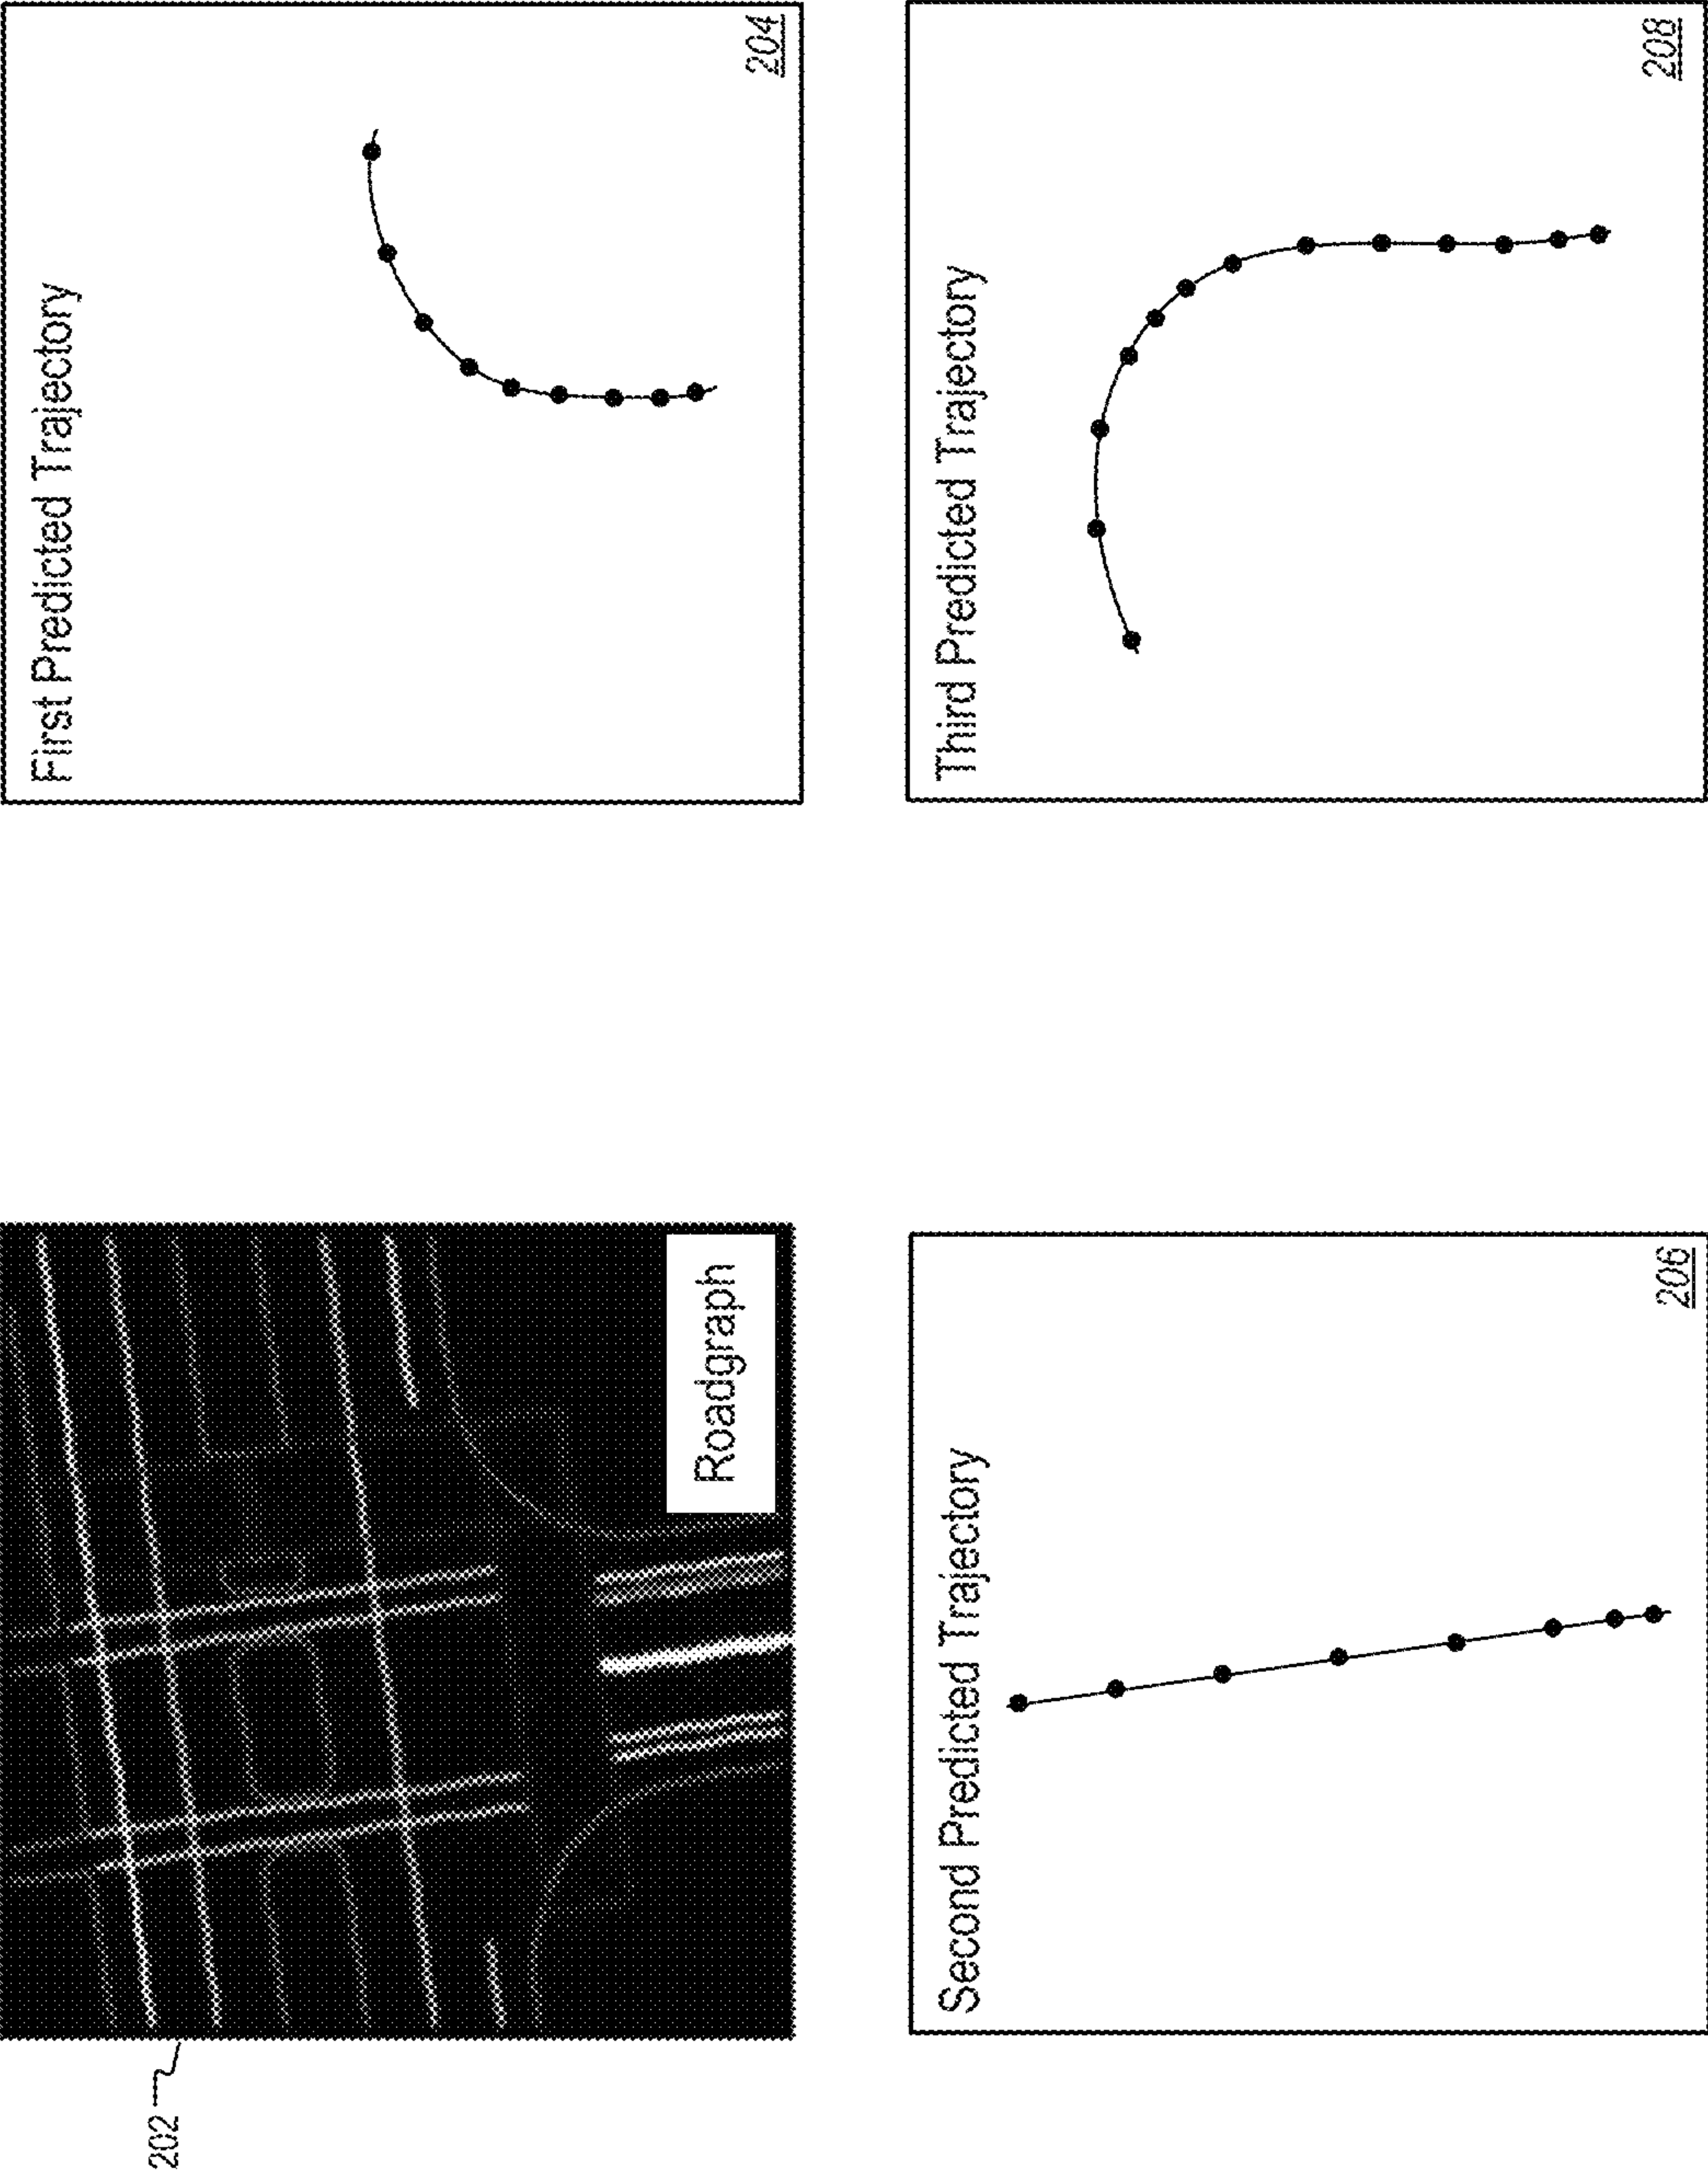 202
Roadgraph
First Predicted Trajectory
204
Second Predicted Trajectory
206
Third Predicted Trajectory
208